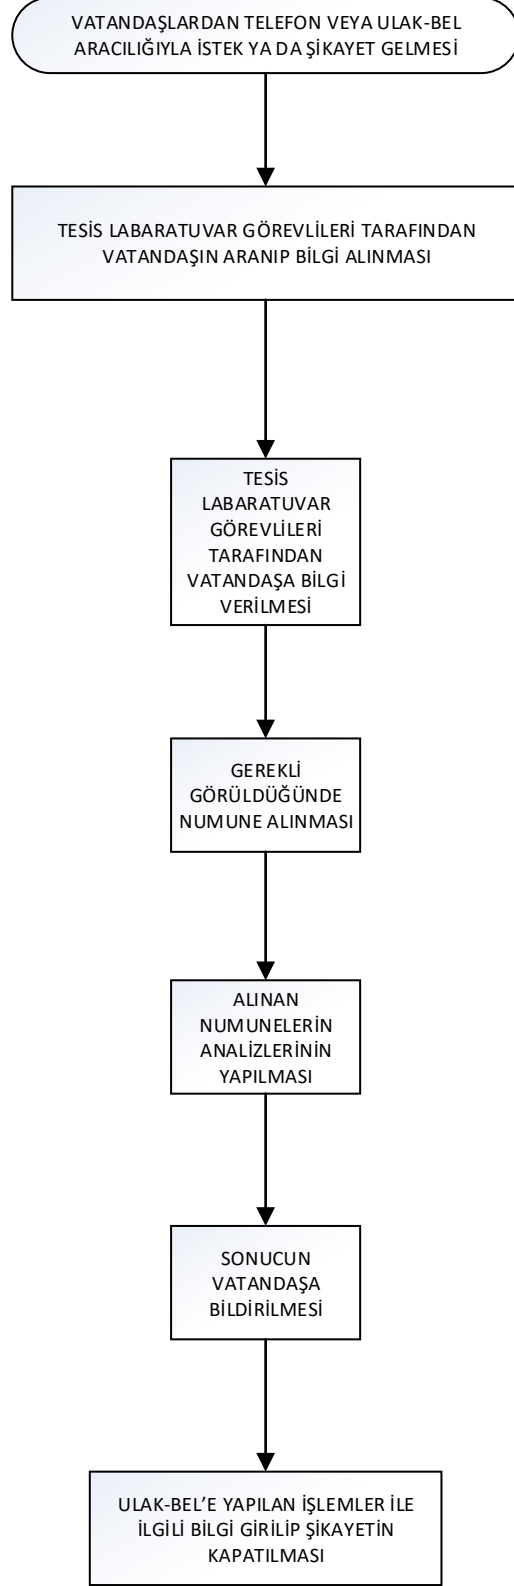 VATANDAŞLARDAN TELEFON VEYA ULAK-BEL
ARACILIĞIYLA İSTEK YA DA ŞİKAYET GELMESİ
TESİS LABARATUVAR GÖREVLİLERİ TARAFINDAN
VATANDAŞIN ARANIP BİLGİ ALINMASI
TESİS
LABARATUVAR
GÖREVLİLERİ
TARAFINDAN
VATANDAŞA BİLGİ
VERİLMESİ
GEREKLİ
GÖRÜLDÜĞÜNDE
NUMUNE ALINMASI
ALINAN
NUMUNELERİN
ANALİZLERİNİN
YAPILMASI
SONUCUN
VATANDAŞA
BİLDİRİLMESİ
ULAK-BEL’E YAPILAN İŞLEMLER İLE
İLGİLİ BİLGİ GİRİLİP ŞİKAYETİN
KAPATILMASI